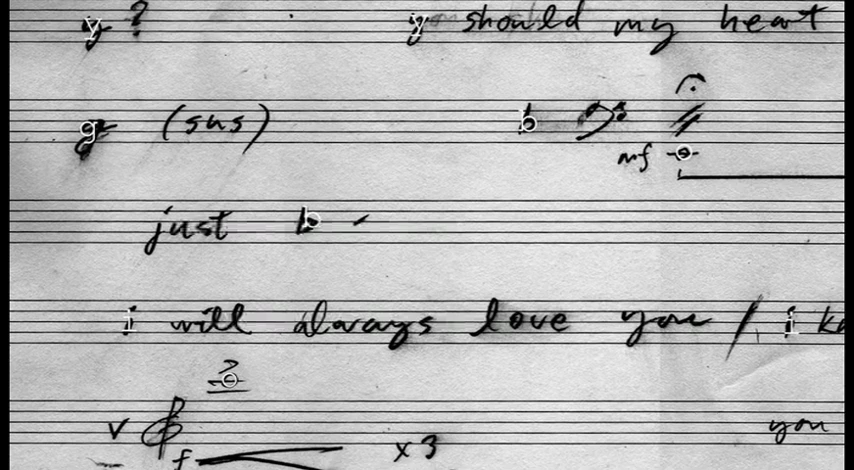 y? y should my heart
g (sus) b
mf
just b -
i will always love you / i
v f x3 you